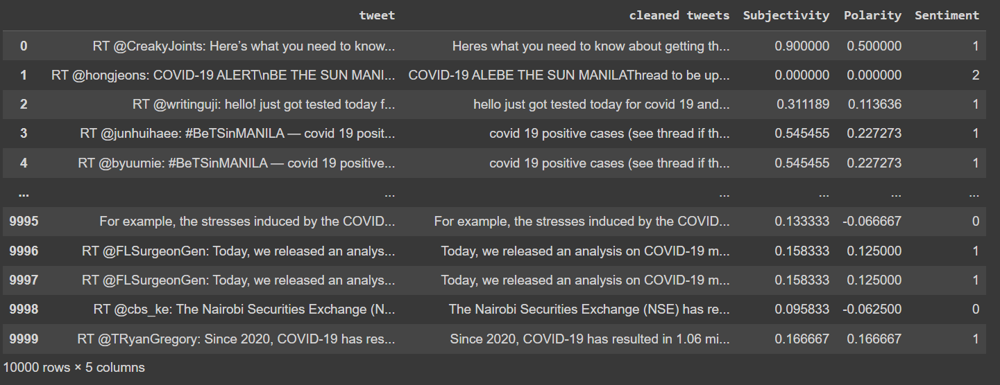 tweet cleaned tweets Subjectivity Polarity Sentiment
0 RT @CreakyJoints: Here’s what you need to know... Heres what you need to know about getting th... 0.900000 0.500000 1
1 RT @hongjeons: COVID-19 ALERT\nBE THE SUN MANI... COVID-19 ALEBE THE SUN MANILAThread to be up... 0.000000 0.000000 2
2 RT @writinguji: hello! just got tested today f... hello just got tested today for covid 19 and... 0.311189 0.113636 1
3 RT @junhuihaee: #BeTSinMANILA — covid 19 posit... covid 19 positive cases (see thread if th... 0.545455 0.227273 1
4 RT @byuumie: #BeTSinMANILA — covid 19 positive... covid 19 positive cases (see thread if th... 0.545455 0.227273 1
... ... ... ... ... ...
9995 For example, the stresses induced by the COVID... For example, the stresses induced by the COVID... 0.133333 -0.066667 0
9996 RT @FLSurgeonGen: Today, we released an analys... Today, we released an analysis on COVID-19 m... 0.158333 0.125000 1
9997 RT @FLSurgeonGen: Today, we released an analys... Today, we released an analysis on COVID-19 m... 0.158333 0.125000 1
9998 RT @cbs_ke: The Nairobi Securities Exchange (N... The Nairobi Securities Exchange (NSE) has re... 0.095833 -0.062500 0
9999 RT @TRyanGregory: Since 2020, COVID-19 has res... Since 2020, COVID-19 has resulted in 1.06 mi... 0.166667 0.166667 1
10000 rows × 5 columns